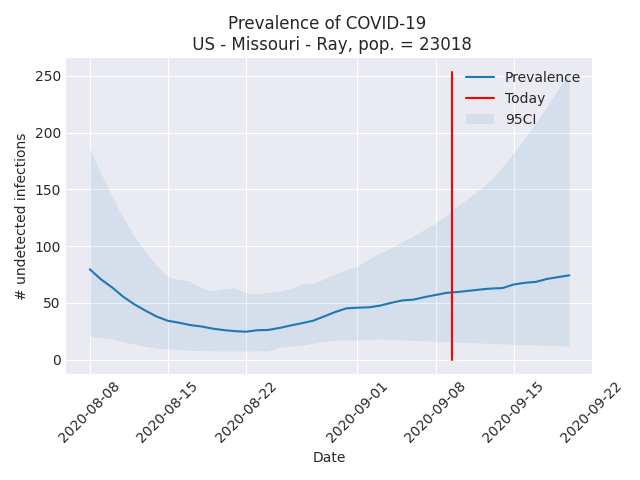 Prevalence of COVID-19
US - Missouri - Ray, pop. = 23018
# undetected infections
250
200
150
100
50
0
Prevalence
Today
95CI
2020-08-08
2020-08-15
2020-08-22
2020-09-01
2020-09-08
2020-09-15
2020-09-22
Date